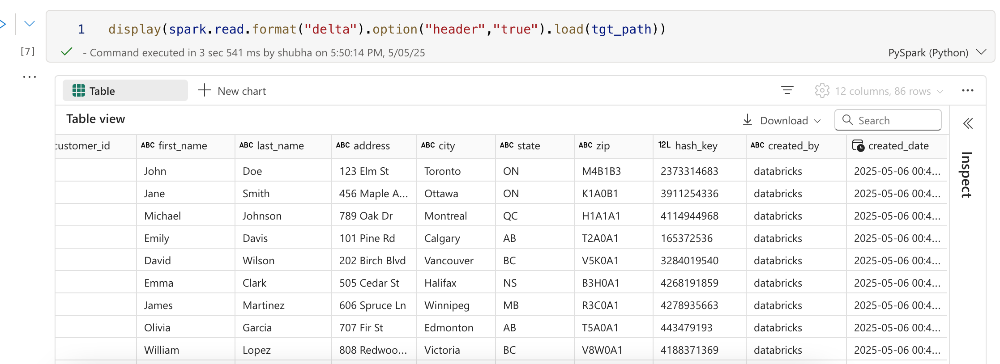 1 display(spark.read.format("delta").option("header","true").load(tgt_path))
[7] - Command executed in 3 sec 541 ms by shubha on 5:50:14 PM, 5/05/25 PySpark (Python)
Table New chart 12 columns, 86 rows
Table view Download Search
customer_id ABC first_name ABC last_name ABC address ABC city ABC state ABC zip 12L hash_key ABC created_by created_date
John Doe 123 Elm St Toronto ON M4B1B3 2373314683 databricks 2025-05-06 00:4...
Jane Smith 456 Maple A... Ottawa ON K1A0B1 3911254336 databricks 2025-05-06 00:4...
Michael Johnson 789 Oak Dr Montreal QC H1A1A1 4114944968 databricks 2025-05-06 00:4...
Emily Davis 101 Pine Rd Calgary AB T2A0A1 165372536 databricks 2025-05-06 00:4...
David Wilson 202 Birch Blvd Vancouver BC V5K0A1 3284019540 databricks 2025-05-06 00:4...
Emma Clark 505 Cedar St Halifax NS B3H0A1 4268191859 databricks 2025-05-06 00:4...
James Martinez 606 Spruce Ln Winnipeg MB R3C0A1 4278935663 databricks 2025-05-06 00:4...
Olivia Garcia 707 Fir St Edmonton AB T5A0A1 443479193 databricks 2025-05-06 00:4...
William Lopez 808 Redwoo... Victoria BC V8W0A1 4188371369 databricks 2025-05-06 00:4...
Inspect